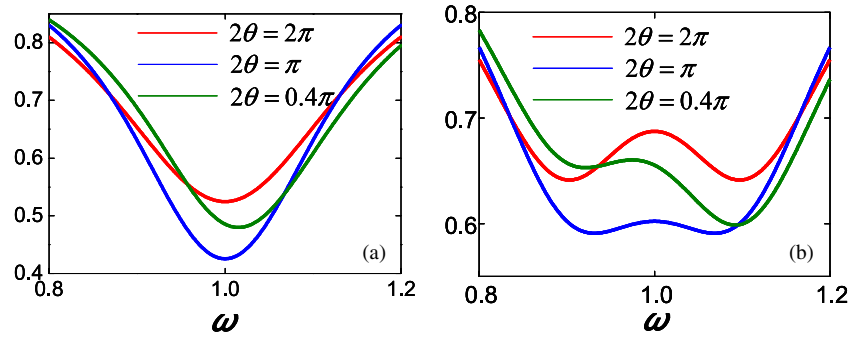 0.8
0.7
0.6
0.5
0.4
2θ = 2π
2θ = π
2θ = 0.4π
(a)
0.8
1.0
1.2
ω
0.8
0.7
0.6
2θ = 2π
2θ = π
2θ = 0.4π
(b)
0.8
1.0
1.2
ω